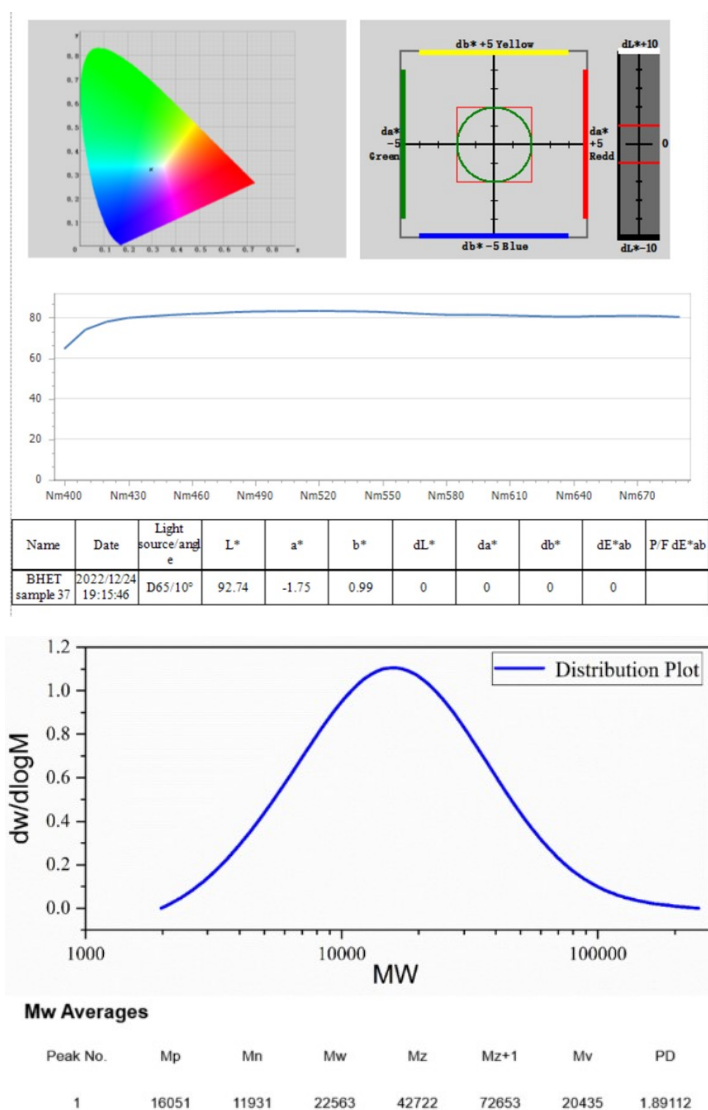 y
0.9
0.8
0.7
0.6
0.5
0.4
0.3
0.2
0.1
0 0.1 0.2 0.3 0.4 0.5 0.6 0.7 0.8 x
db* +5 Yellow
dL*+10
da*
-5
Green
da*
+5
Redd
0
db* -5 Blue
dL*-10
80
60
40
20
0
Nm400 Nm430 Nm460 Nm490 Nm520 Nm550 Nm580 Nm610 Nm640 Nm670
Name Date Light source/angle L* a* b* dL* da* db* dE*ab P/F dE*ab
BHET sample 37 2022/12/24 19:15:46 D65/10° 92.74 -1.75 0.99 0 0 0 0
1.2
1.0
0.8
0.6
0.4
0.2
0.0
dw/dlogM
Distribution Plot
1000 10000 100000
MW
Mw Averages
Peak No. Mp Mn Mw Mz Mz+1 Mv PD
1 16051 11931 22563 42722 72653 20435 1.89112